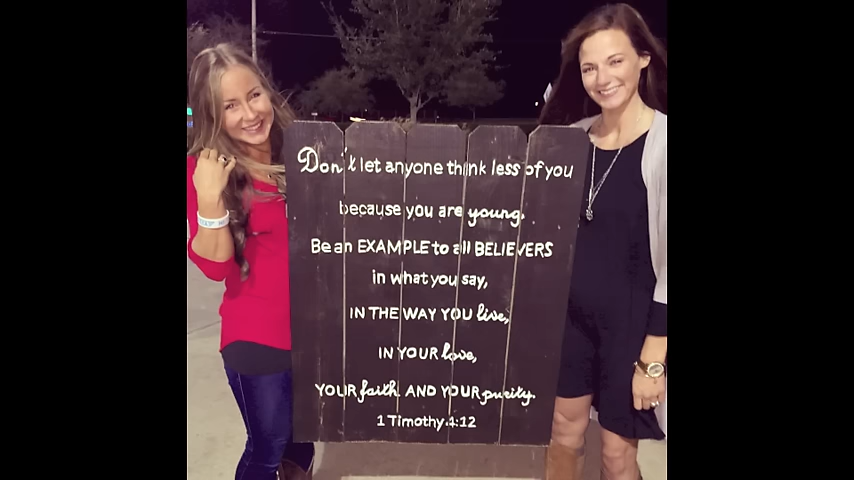 Don't let anyone think less of you
because you are young.
Be an EXAMPLE to all BELIEVERS
in what you say,
IN THE WAY YOU live,
IN YOUR love,
YOUR faith AND YOUR purity.
1 Timothy 4:12